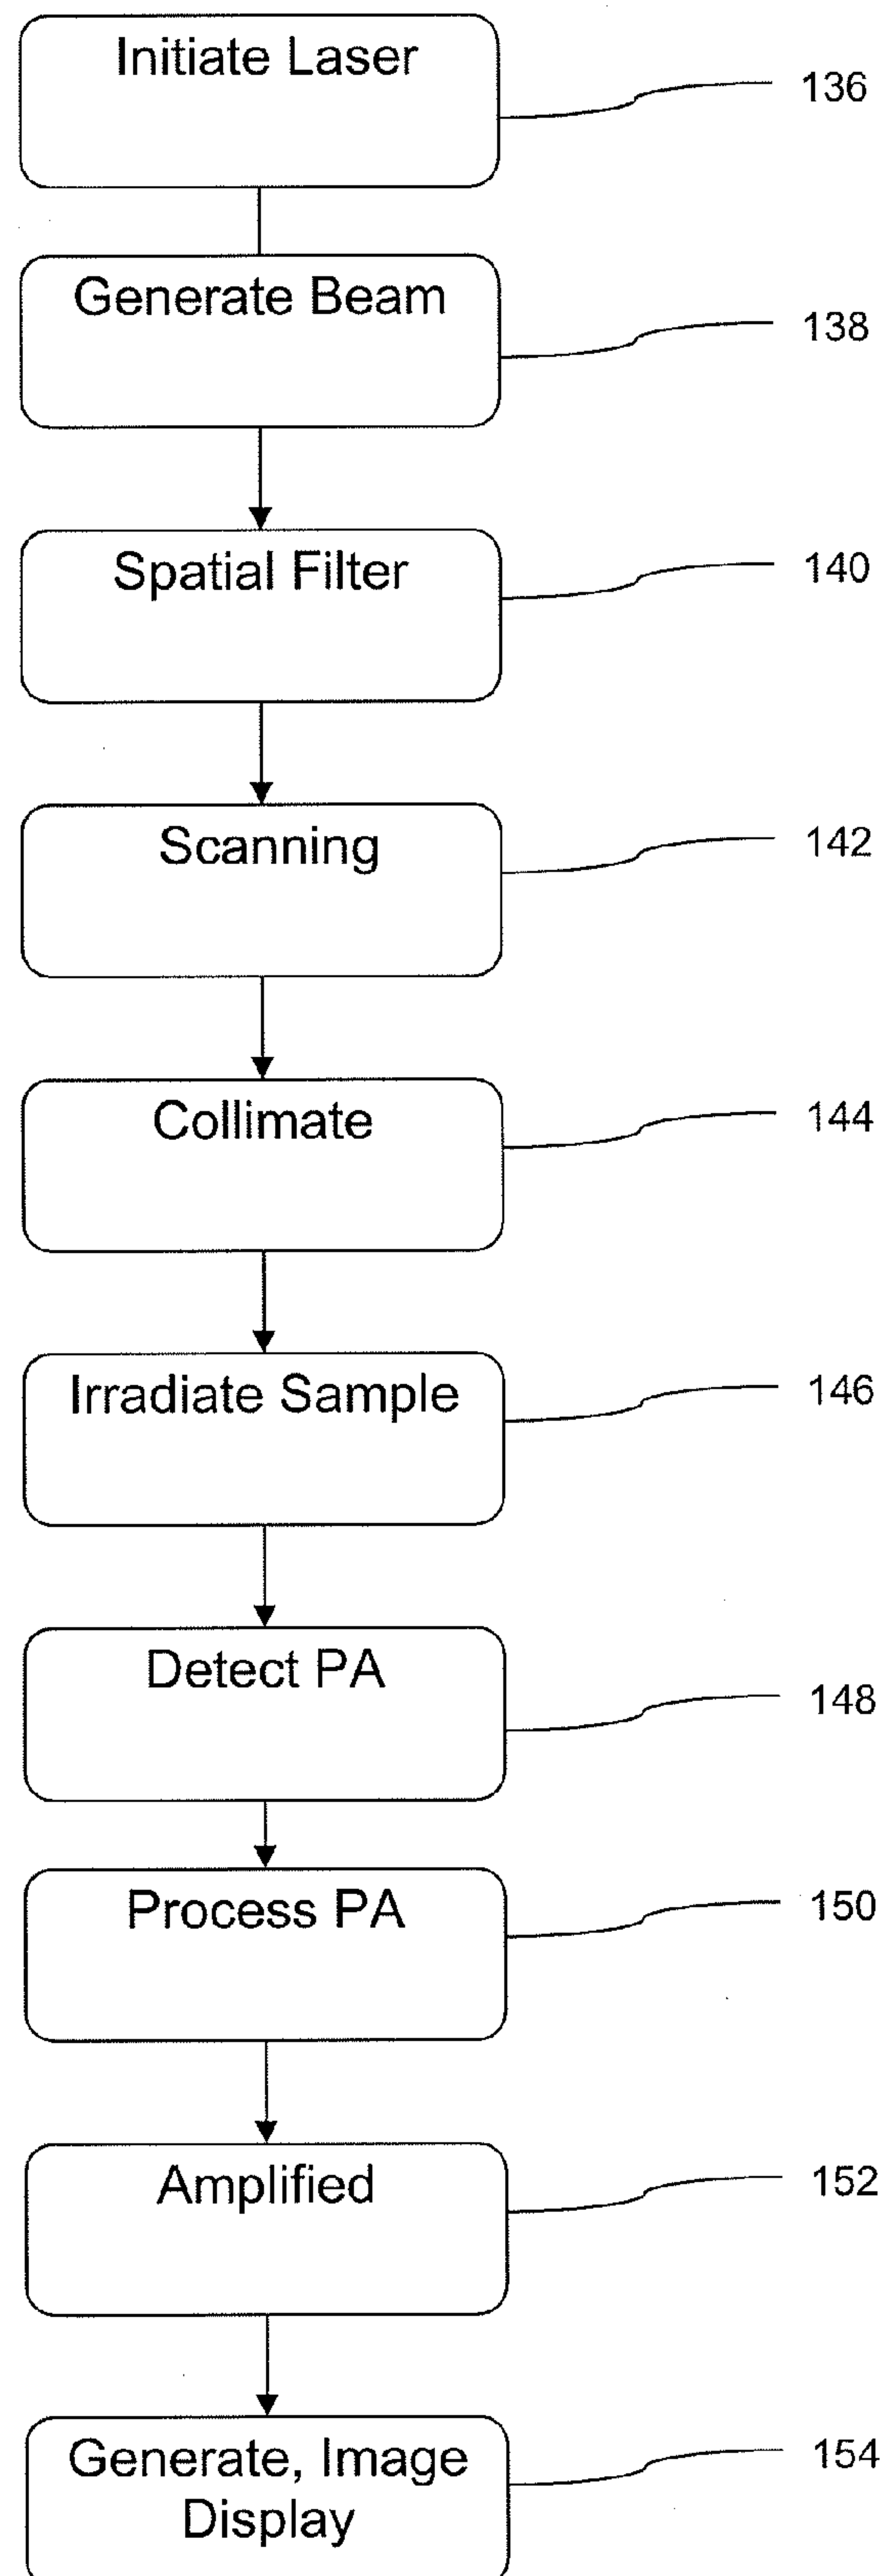 Initiate Laser
136
Generate Beam
138
Spatial Filter
140
Scanning
142
Collimate
144
Irradiate Sample
146
Detect PA
148
Process PA
150
Amplified
152
Generate, Image
Display
154